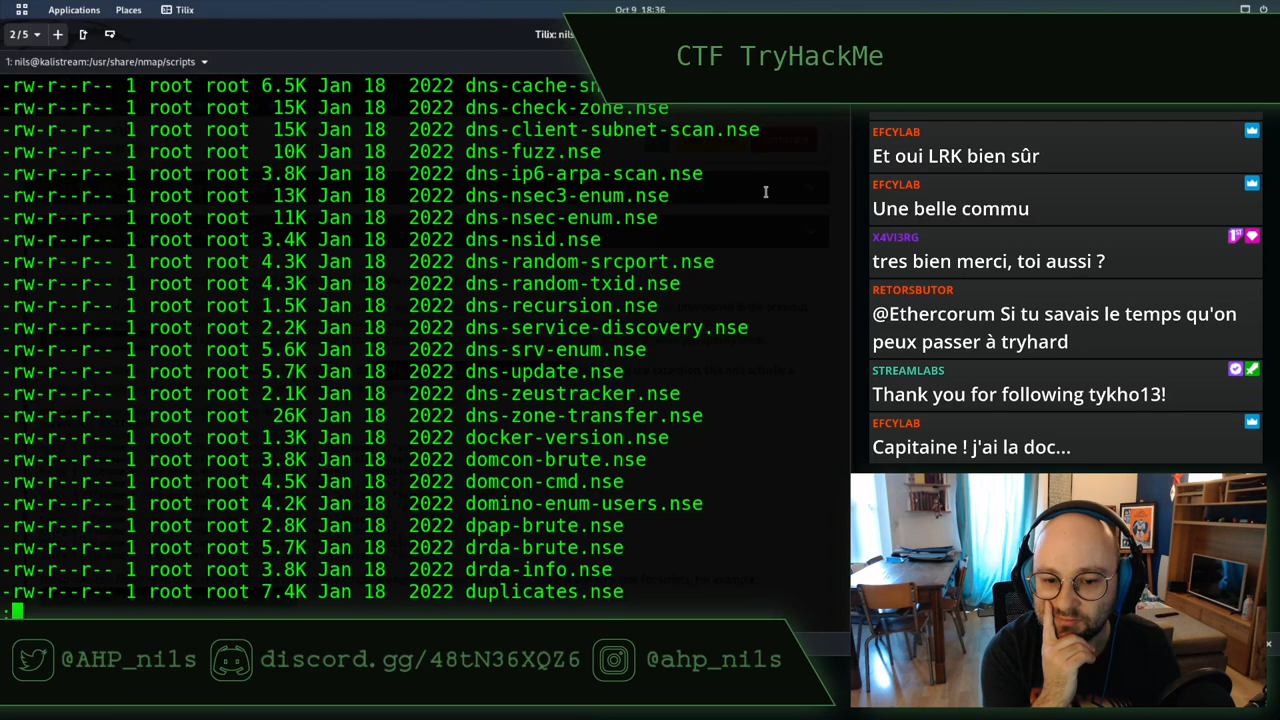 Applications Places Tilix Oct 9 18:36
2/5 Tilix: nils
CTF TryHackMe
1: nils@kalistream:/usr/share/nmap/scripts
-rw-r--r-- 1 root root 6.5K Jan 18 2022 dns-cache-sn
-rw-r--r-- 1 root root 15K Jan 18 2022 dns-check-zone.nse
-rw-r--r-- 1 root root 15K Jan 18 2022 dns-client-subnet-scan.nse
-rw-r--r-- 1 root root 10K Jan 18 2022 dns-fuzz.nse
-rw-r--r-- 1 root root 3.8K Jan 18 2022 dns-ip6-arpa-scan.nse
-rw-r--r-- 1 root root 13K Jan 18 2022 dns-nsec3-enum.nse
-rw-r--r-- 1 root root 11K Jan 18 2022 dns-nsec-enum.nse
-rw-r--r-- 1 root root 3.4K Jan 18 2022 dns-nsid.nse
-rw-r--r-- 1 root root 4.3K Jan 18 2022 dns-random-srcport.nse
-rw-r--r-- 1 root root 4.3K Jan 18 2022 dns-random-txid.nse
-rw-r--r-- 1 root root 1.5K Jan 18 2022 dns-recursion.nse
-rw-r--r-- 1 root root 2.2K Jan 18 2022 dns-service-discovery.nse
-rw-r--r-- 1 root root 5.6K Jan 18 2022 dns-srv-enum.nse
-rw-r--r-- 1 root root 5.7K Jan 18 2022 dns-update.nse
-rw-r--r-- 1 root root 2.1K Jan 18 2022 dns-zeustracker.nse
-rw-r--r-- 1 root root 26K Jan 18 2022 dns-zone-transfer.nse
-rw-r--r-- 1 root root 1.3K Jan 18 2022 docker-version.nse
-rw-r--r-- 1 root root 3.8K Jan 18 2022 domcon-brute.nse
-rw-r--r-- 1 root root 4.5K Jan 18 2022 domcon-cmd.nse
-rw-r--r-- 1 root root 4.2K Jan 18 2022 domino-enum-users.nse
-rw-r--r-- 1 root root 2.8K Jan 18 2022 dpap-brute.nse
-rw-r--r-- 1 root root 5.7K Jan 18 2022 drda-brute.nse
-rw-r--r-- 1 root root 3.8K Jan 18 2022 drda-info.nse
-rw-r--r-- 1 root root 7.4K Jan 18 2022 duplicates.nse
:
EFCYLAB
Et oui LRK bien sûr
EFCYLAB
Une belle commu
X4VI3RG
tres bien merci, toi aussi ?
RETORSBUTOR
@Ethercorum Si tu savais le temps qu'on
peux passer à tryhard
STREAMLABS
Thank you for following tykho13!
EFCYLAB
Capitaine ! j'ai la doc...
@AHP_nils discord.gg/48tN36XQZ6 @ahp_nils